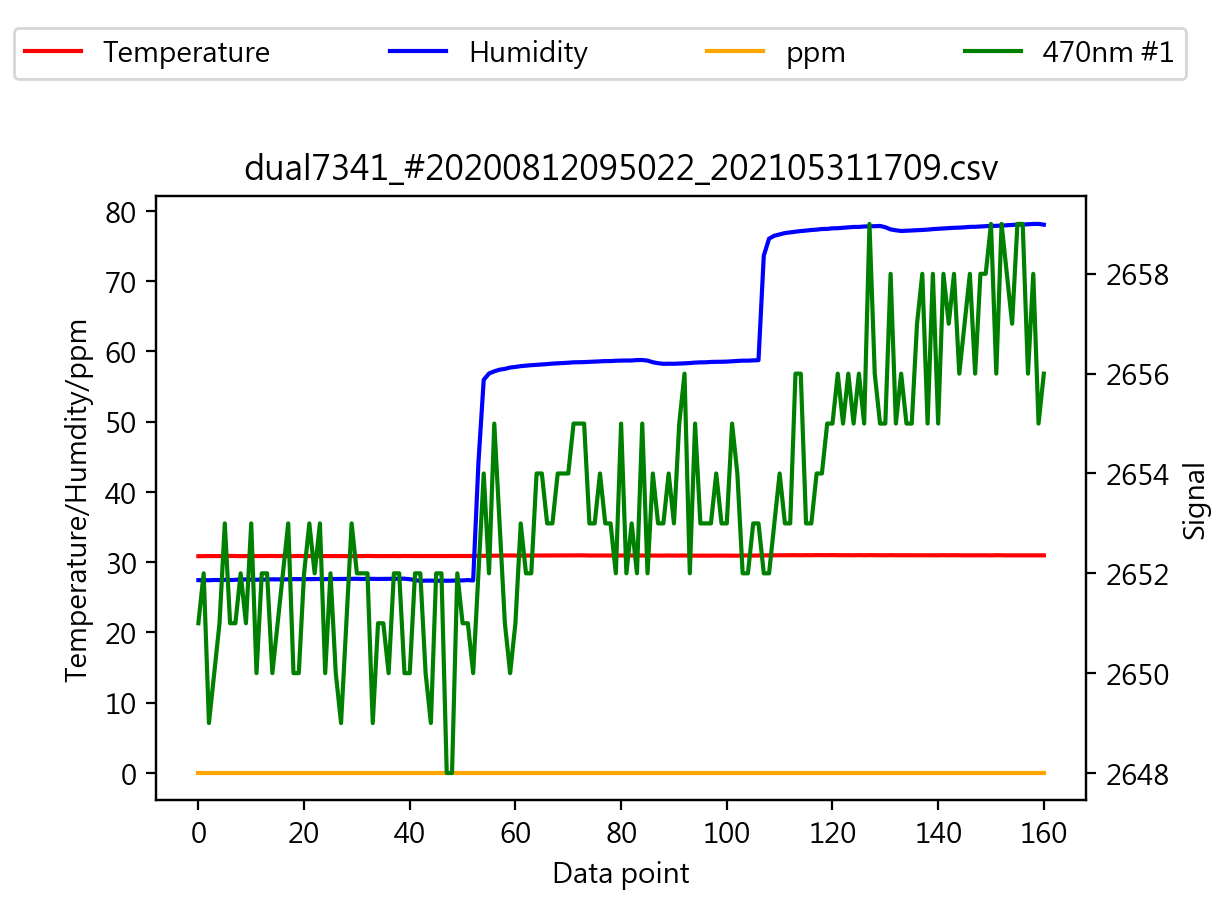 Temperature Humidity ppm 470nm #1
dual7341_#20200812095022_202105311709.csv
80
70
60
50
40
30
20
10
0
Temperature/Humdity/ppm
2658
2656
2654
2652
2650
2648
Signal
0 20 40 60 80 100 120 140 160
Data point